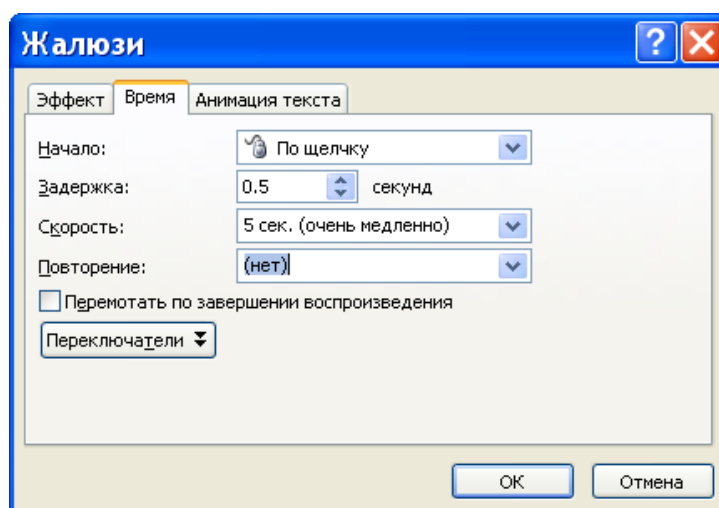 Жалюзи
Эффект Время Анимация текста
Начало: По щелчку
Задержка: 0.5 секунд
Скорость: 5 сек. (очень медленно)
Повторение: (нет)
Перемотать по завершении воспроизведения
Переключатели
ОК Отмена